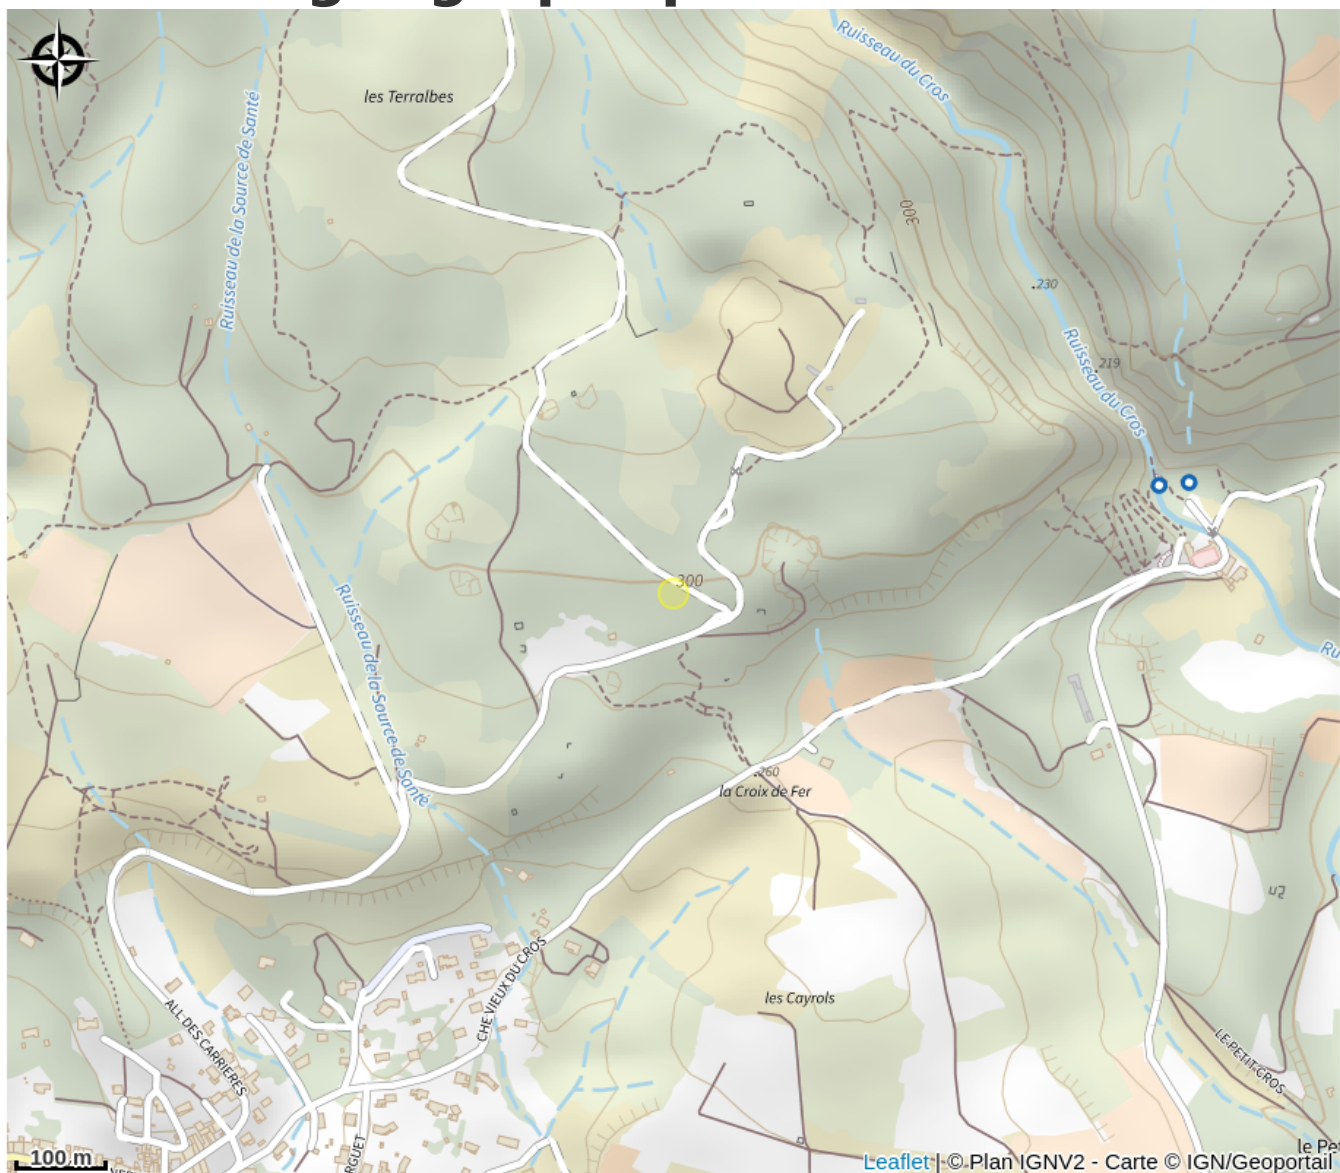 Ruisseau du Cros
les Terralbes
Ruisseau de la Source de Santé
300
.230
Ruisseau du Cros
.219
300
Ruisseau de la Source de Santé
.260
la Croix de Fer
CHE VIEUX DU CROS
les Cayrols
ALL DES CARRIERES
LE PETIT CROS
100 m
Leaflet | © Plan IGNV2 - Carte © IGN/Geoportail